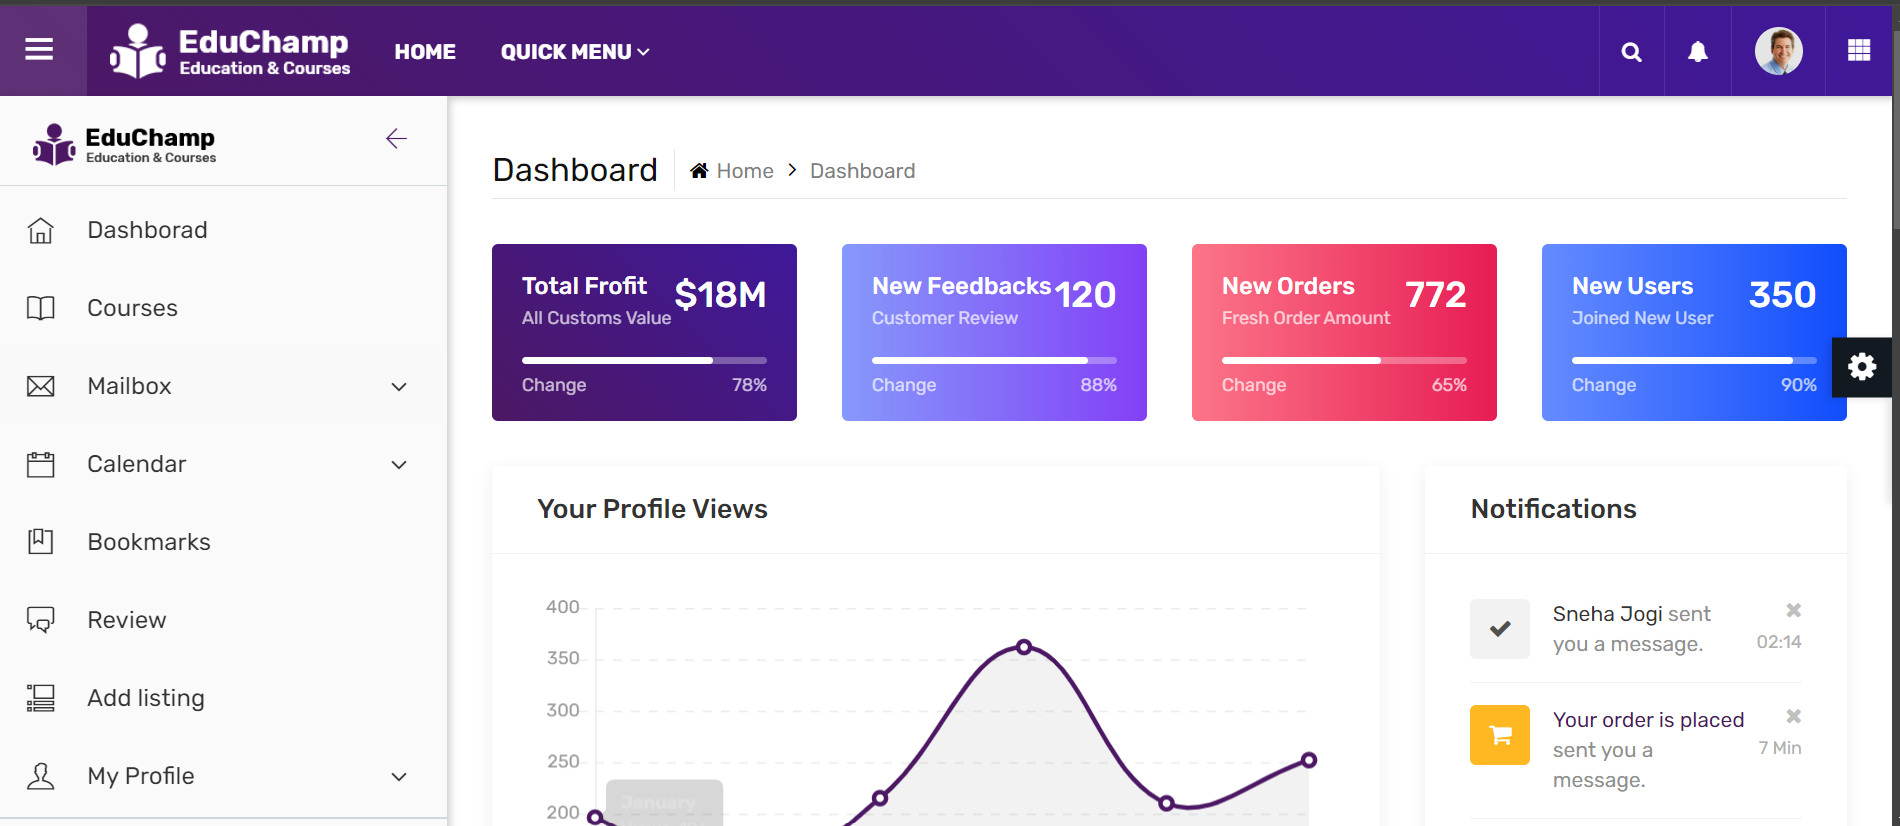 EduChamp
Education & Courses
HOME
QUICK MENU
EduChamp
Education & Courses
Dashborad
Courses
Mailbox
Calendar
Bookmarks
Review
Add listing
My Profile
Dashboard
Home
Dashboard
Total Frofit
$18M
All Customs Value
Change
78%
New Feedbacks
120
Customer Review
Change
88%
New Orders
772
Fresh Order Amount
Change
65%
New Users
350
Joined New User
Change
90%
Your Profile Views
400
350
300
250
200
January
Notifications
Sneha Jogi sent
you a message.
02:14
Your order is placed
sent you a
message.
7 Min